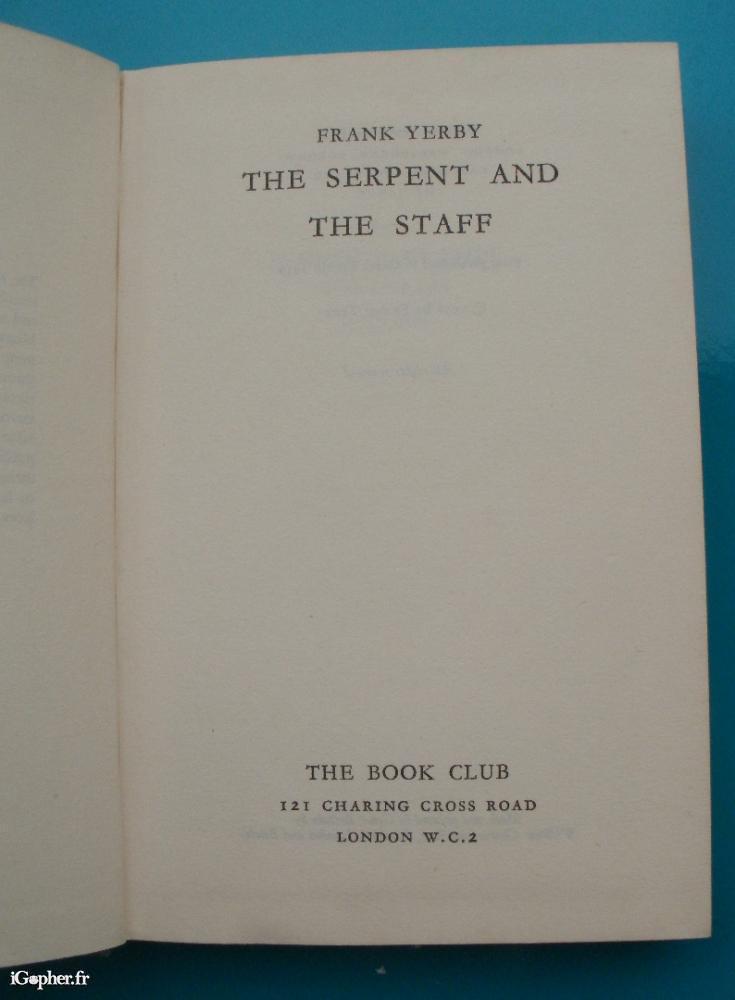 FRANK YERBY
THE SERPENT AND
THE STAFF
THE BOOK CLUB
121 CHARING CROSS ROAD
LONDON W.C.2
iGopher.fr